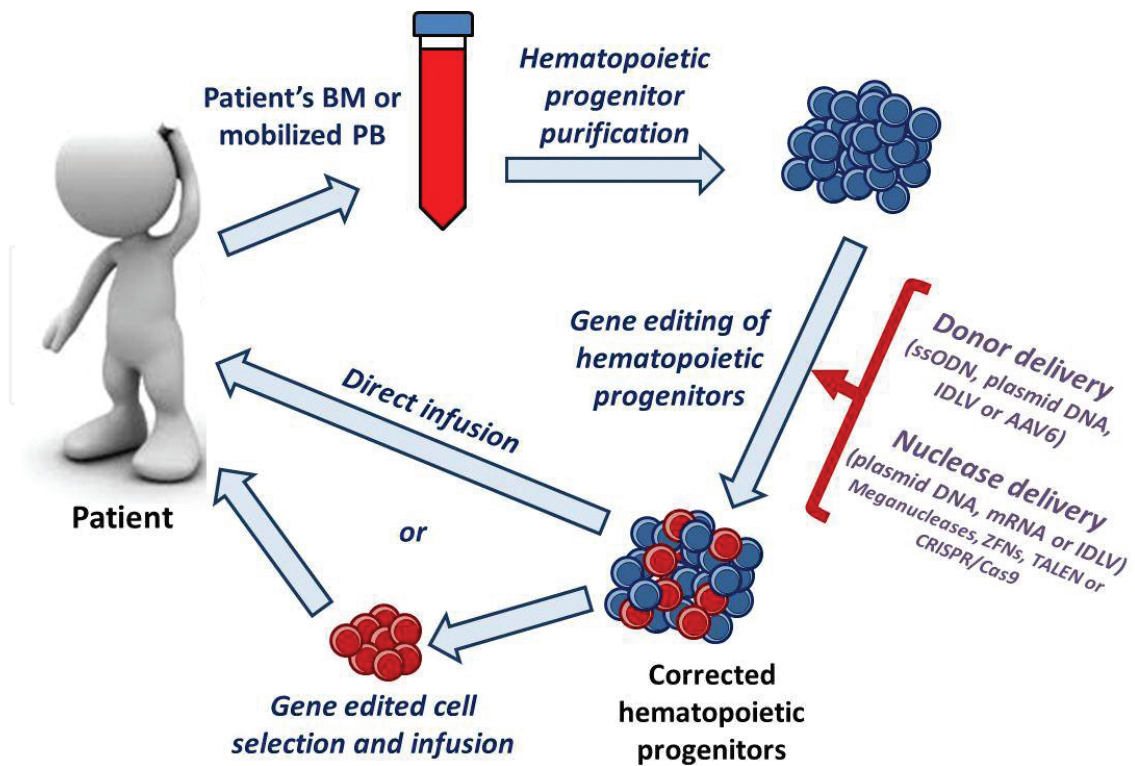 Patient's BM or
mobilized PB
Hematopoietic
progenitor
purification
Gene editing of
hematopoietic
progenitors
Donor delivery
(ssODN, plasmid DNA,
IDLV or AAV6)
Nuclease delivery
(plasmid DNA, mRNA or IDLV)
Meganucleases, ZFNs, TALEN or
CRISPR/Cas9
Direct infusion
Patient
or
Corrected
hematopoietic
progenitors
Gene edited cell
selection and infusion